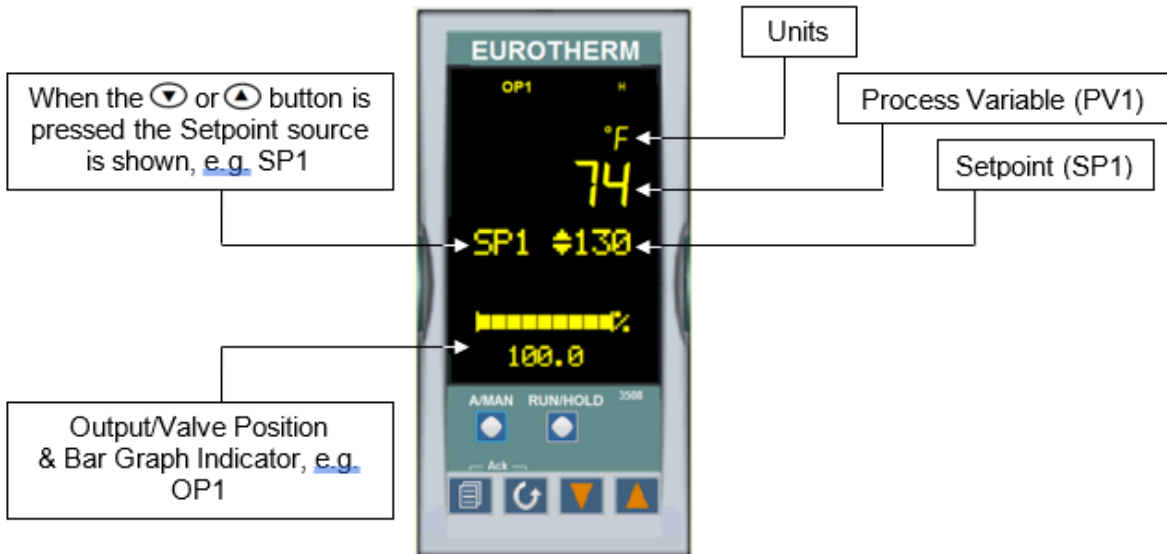 Units
EUROTHERM
When the ▼ or ▲ button is
pressed the Setpoint source
is shown, e.g. SP1
OP1 H
Process Variable (PV1)
°F
74
Setpoint (SP1)
SP1 130
%
100.0
A/MAN RUN/HOLD 3508
Output/Valve Position
& Bar Graph Indicator, e.g.
OP1
Ack